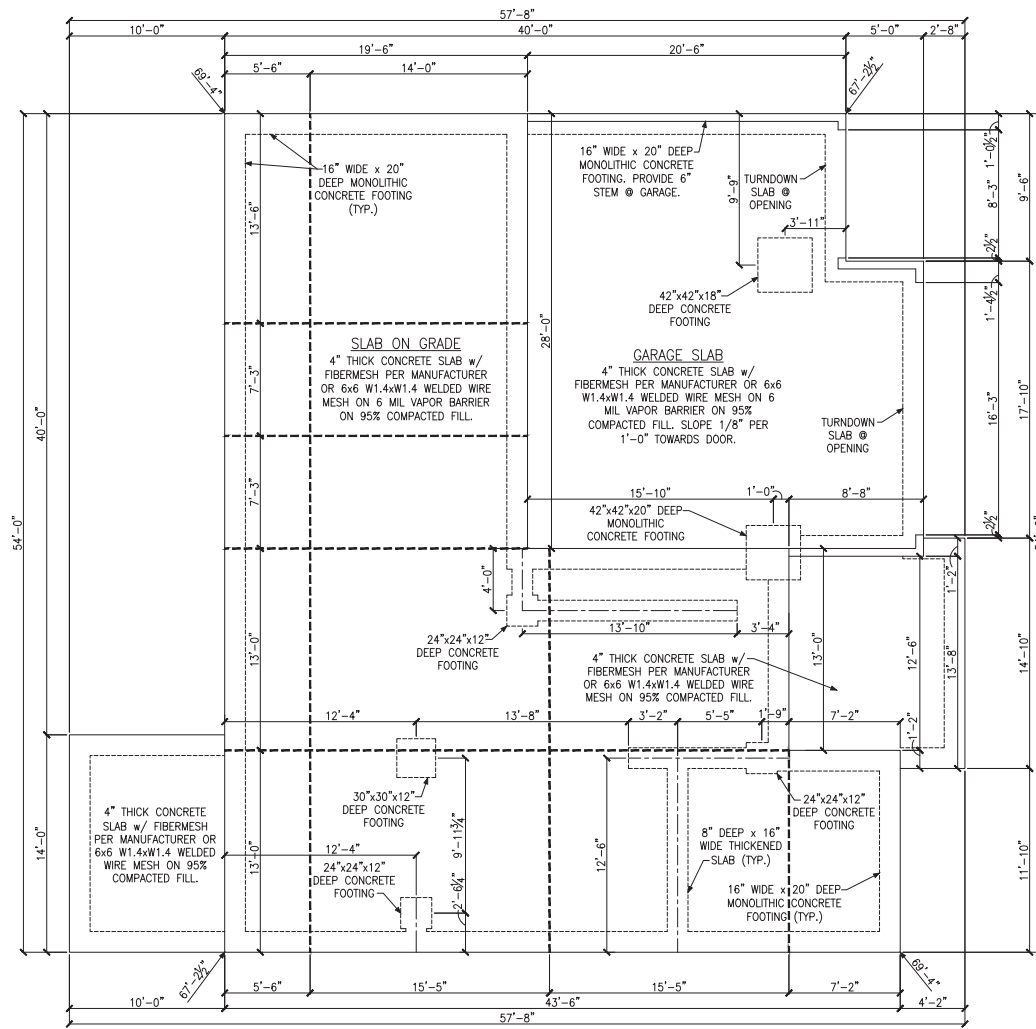 57'-8"
10'-0"
40'-0"
5'-0"
2'-8"
19'-6"
20'-6"
5'-6"
14'-0"
69'-4"
67'-2½"
16" WIDE x 20"
DEEP MONOLITHIC
CONCRETE FOOTING
(TYP.)
13'-6"
16" WIDE x 20" DEEP
MONOLITHIC CONCRETE
FOOTING. PROVIDE 6"
STEM @ GARAGE.
9'-9"
TURNDOWN
SLAB @
OPENING
3'-11"
1'-0½"
8'-3"
9'-6"
2½"
1'-4½"
42"x42"x18"
DEEP CONCRETE
FOOTING
28'-0"
SLAB ON GRADE
4" THICK CONCRETE SLAB w/
FIBERMESH PER MANUFACTURER
OR 6x6 W1.4xW1.4 WELDED WIRE
MESH ON 6 MIL VAPOR BARRIER
ON 95% COMPACTED FILL.
7'-3"
GARAGE SLAB
4" THICK CONCRETE SLAB w/
FIBERMESH PER MANUFACTURER OR 6x6
W1.4xW1.4 WELDED WIRE MESH ON 6
MIL VAPOR BARRIER ON 95%
COMPACTED FILL. SLOPE 1/8" PER
1'-0" TOWARDS DOOR.
TURNDOWN
SLAB @
OPENING
16'-3"
17'-10"
40'-0"
54'-0"
7'-3"
15'-10"
1'-0"
8'-8"
42"x42"x20" DEEP
MONOLITHIC
CONCRETE FOOTING
2½"
4'-0"
1'-2"
13'-10"
3'-4"
24"x24"x12"
DEEP CONCRETE
FOOTING
13'-0"
13'-0"
12'-6"
13'-8"
14'-10"
4" THICK CONCRETE SLAB w/
FIBERMESH PER MANUFACTURER
OR 6x6 W1.4xW1.4 WELDED WIRE
MESH ON 95% COMPACTED FILL.
12'-4"
13'-8"
3'-2"
5'-5"
1'-9"
7'-2"
1'-2"
30"x30"x12"
DEEP CONCRETE
FOOTING
9'-11¾"
24"x24"x12"
DEEP CONCRETE
FOOTING
4" THICK CONCRETE
SLAB w/ FIBERMESH
PER MANUFACTURER OR
6x6 W1.4xW1.4 WELDED
WIRE MESH ON 95%
COMPACTED FILL.
14'-0"
13'-0"
12'-4"
24"x24"x12"
DEEP CONCRETE
FOOTING
2'-6¼"
12'-6"
8" DEEP x 16"
WIDE THICKENED
SLAB (TYP.)
16" WIDE x 20" DEEP
MONOLITHIC CONCRETE
FOOTING (TYP.)
11'-10"
67'-2½"
69'-4"
10'-0"
5'-6"
15'-5"
15'-5"
7'-2"
43'-6"
4'-2"
57'-8"